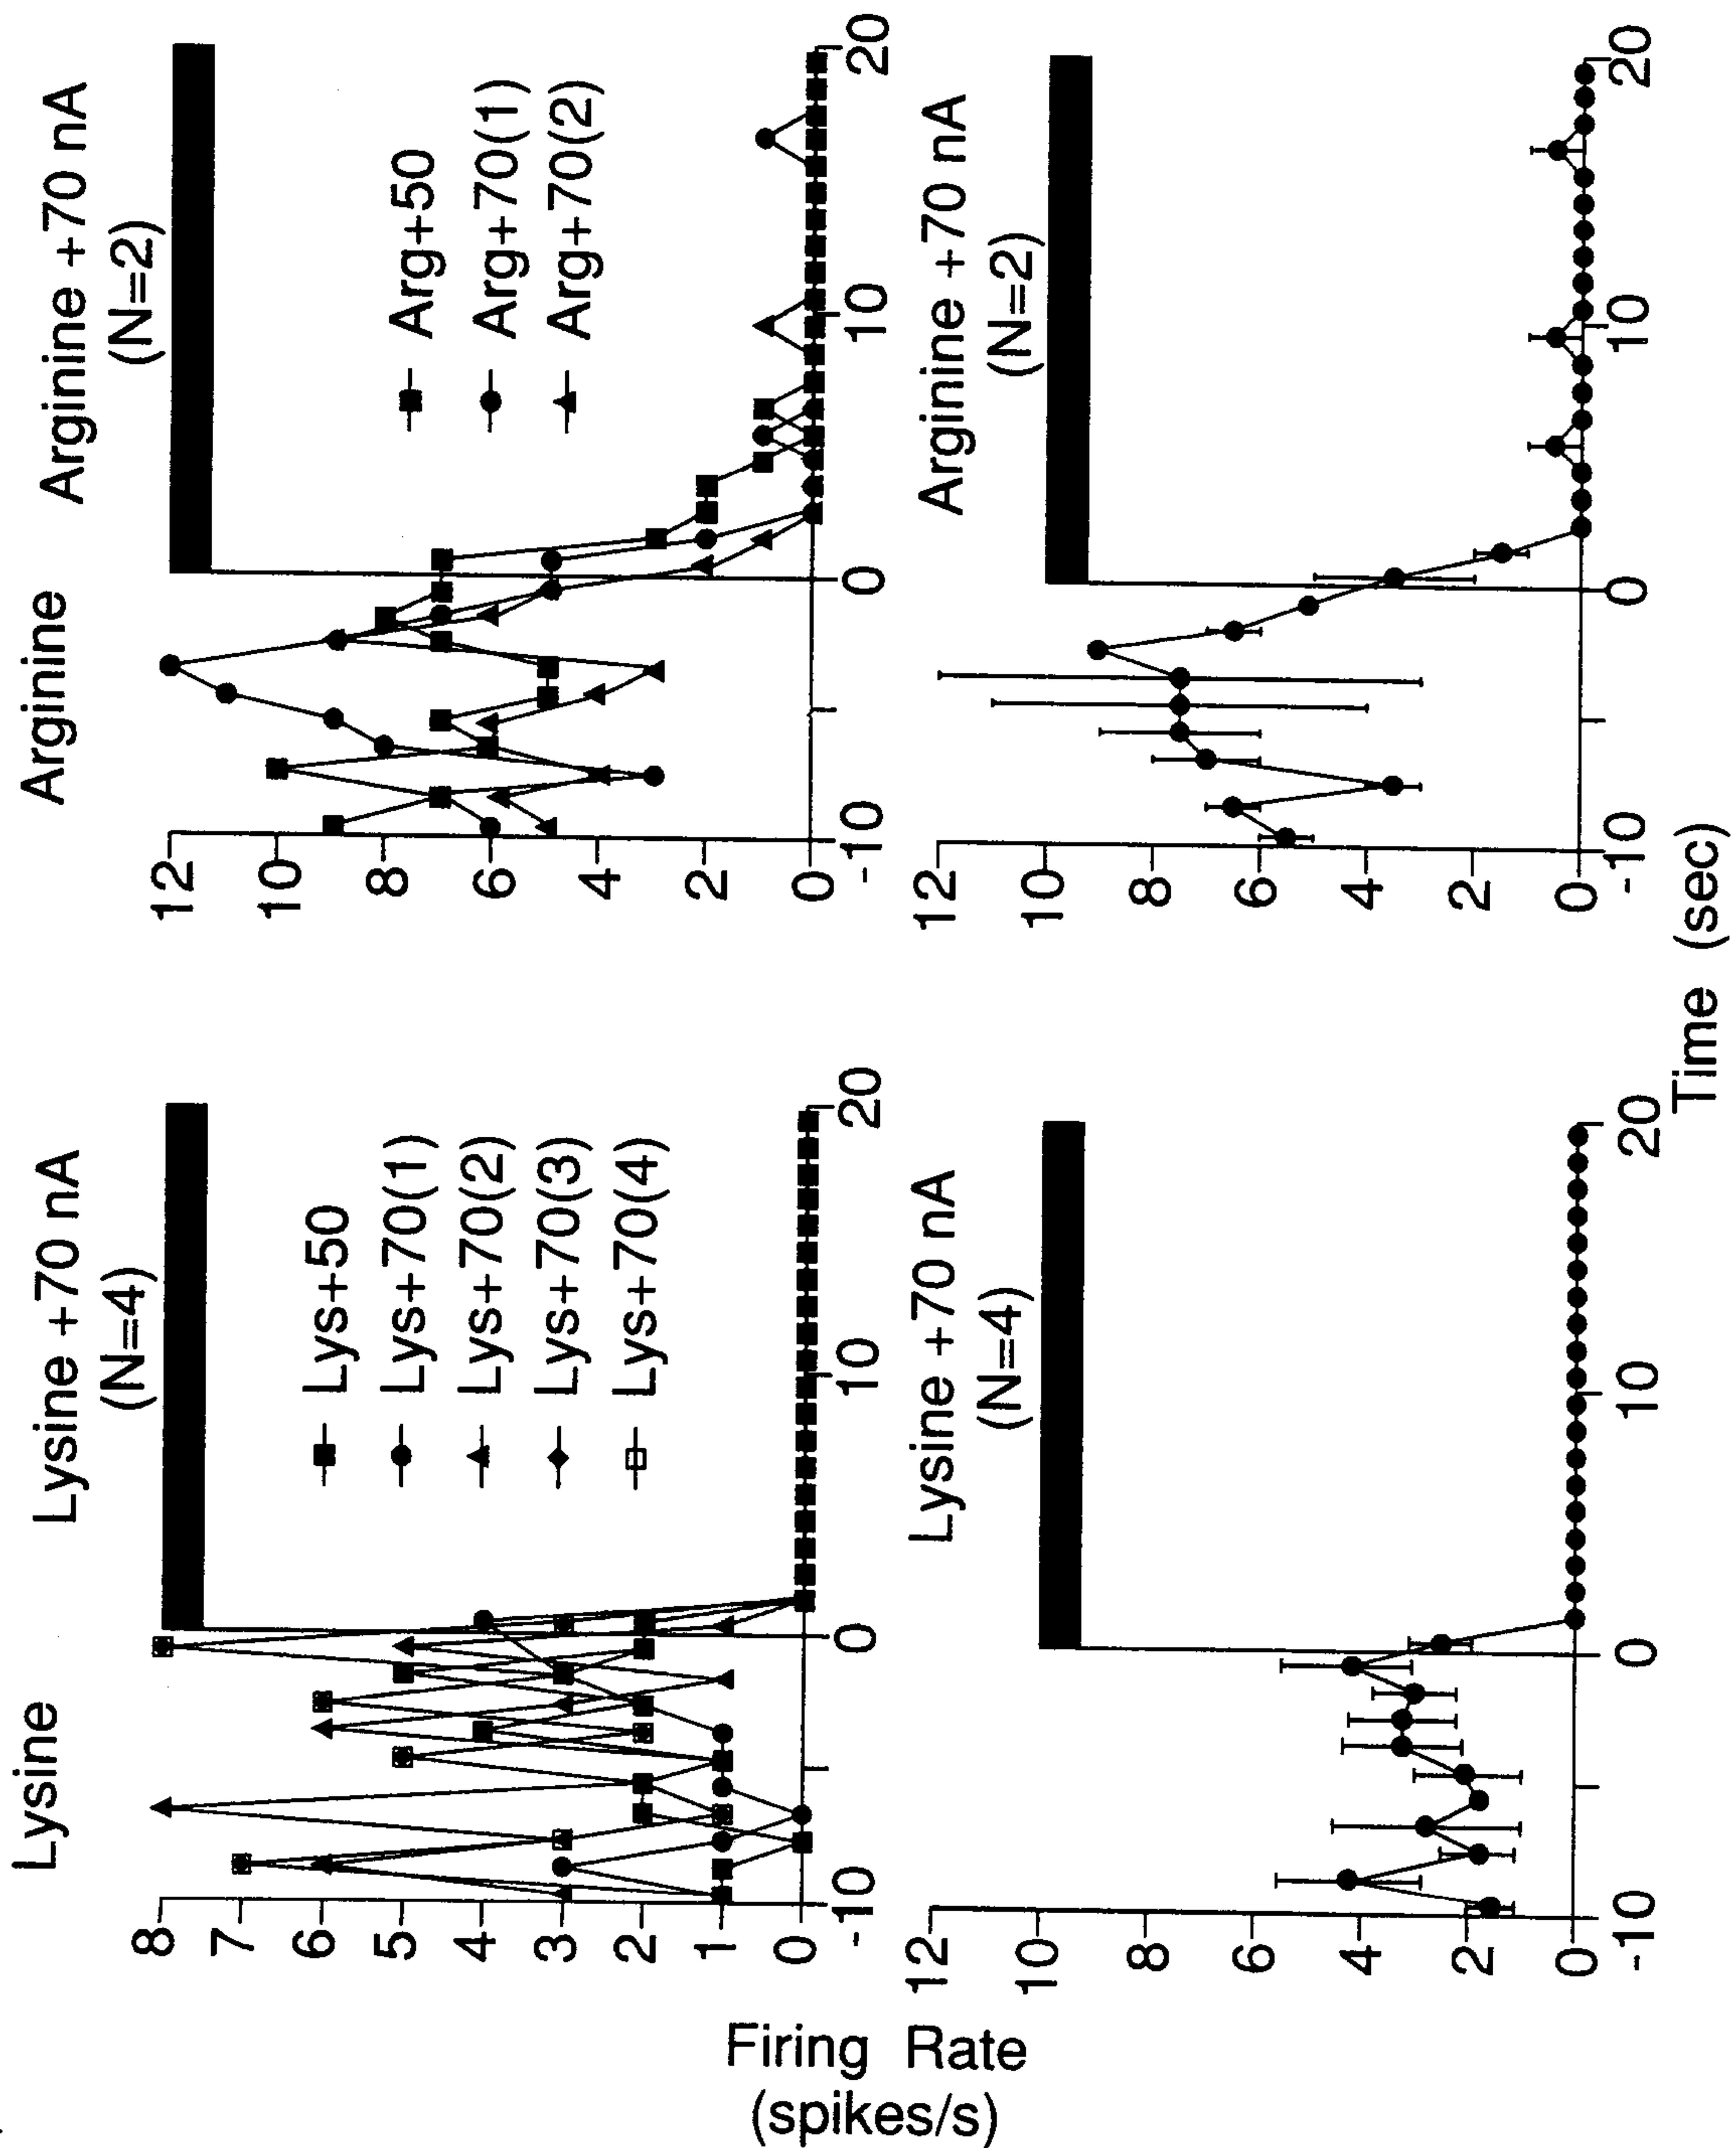 Lysine
Lysine +70 nA
(N=4)
8
7
6
5
4
3
2
1
0
-10
0
10
20
Lys+50
Lys+70(1)
Lys+70(2)
Lys+70(3)
Lys+70(4)
Arginine
Arginine +70 nA
(N=2)
12
10
8
6
4
2
0
-10
0
10
20
Arg+50
Arg+70(1)
Arg+70(2)
Lysine +70 nA
(N=4)
12
10
8
6
4
2
0
-10
0
10
20
Arginine +70 nA
(N=2)
12
10
8
6
4
2
0
-10
0
10
20
Firing Rate
(spikes/s)
Time (sec)